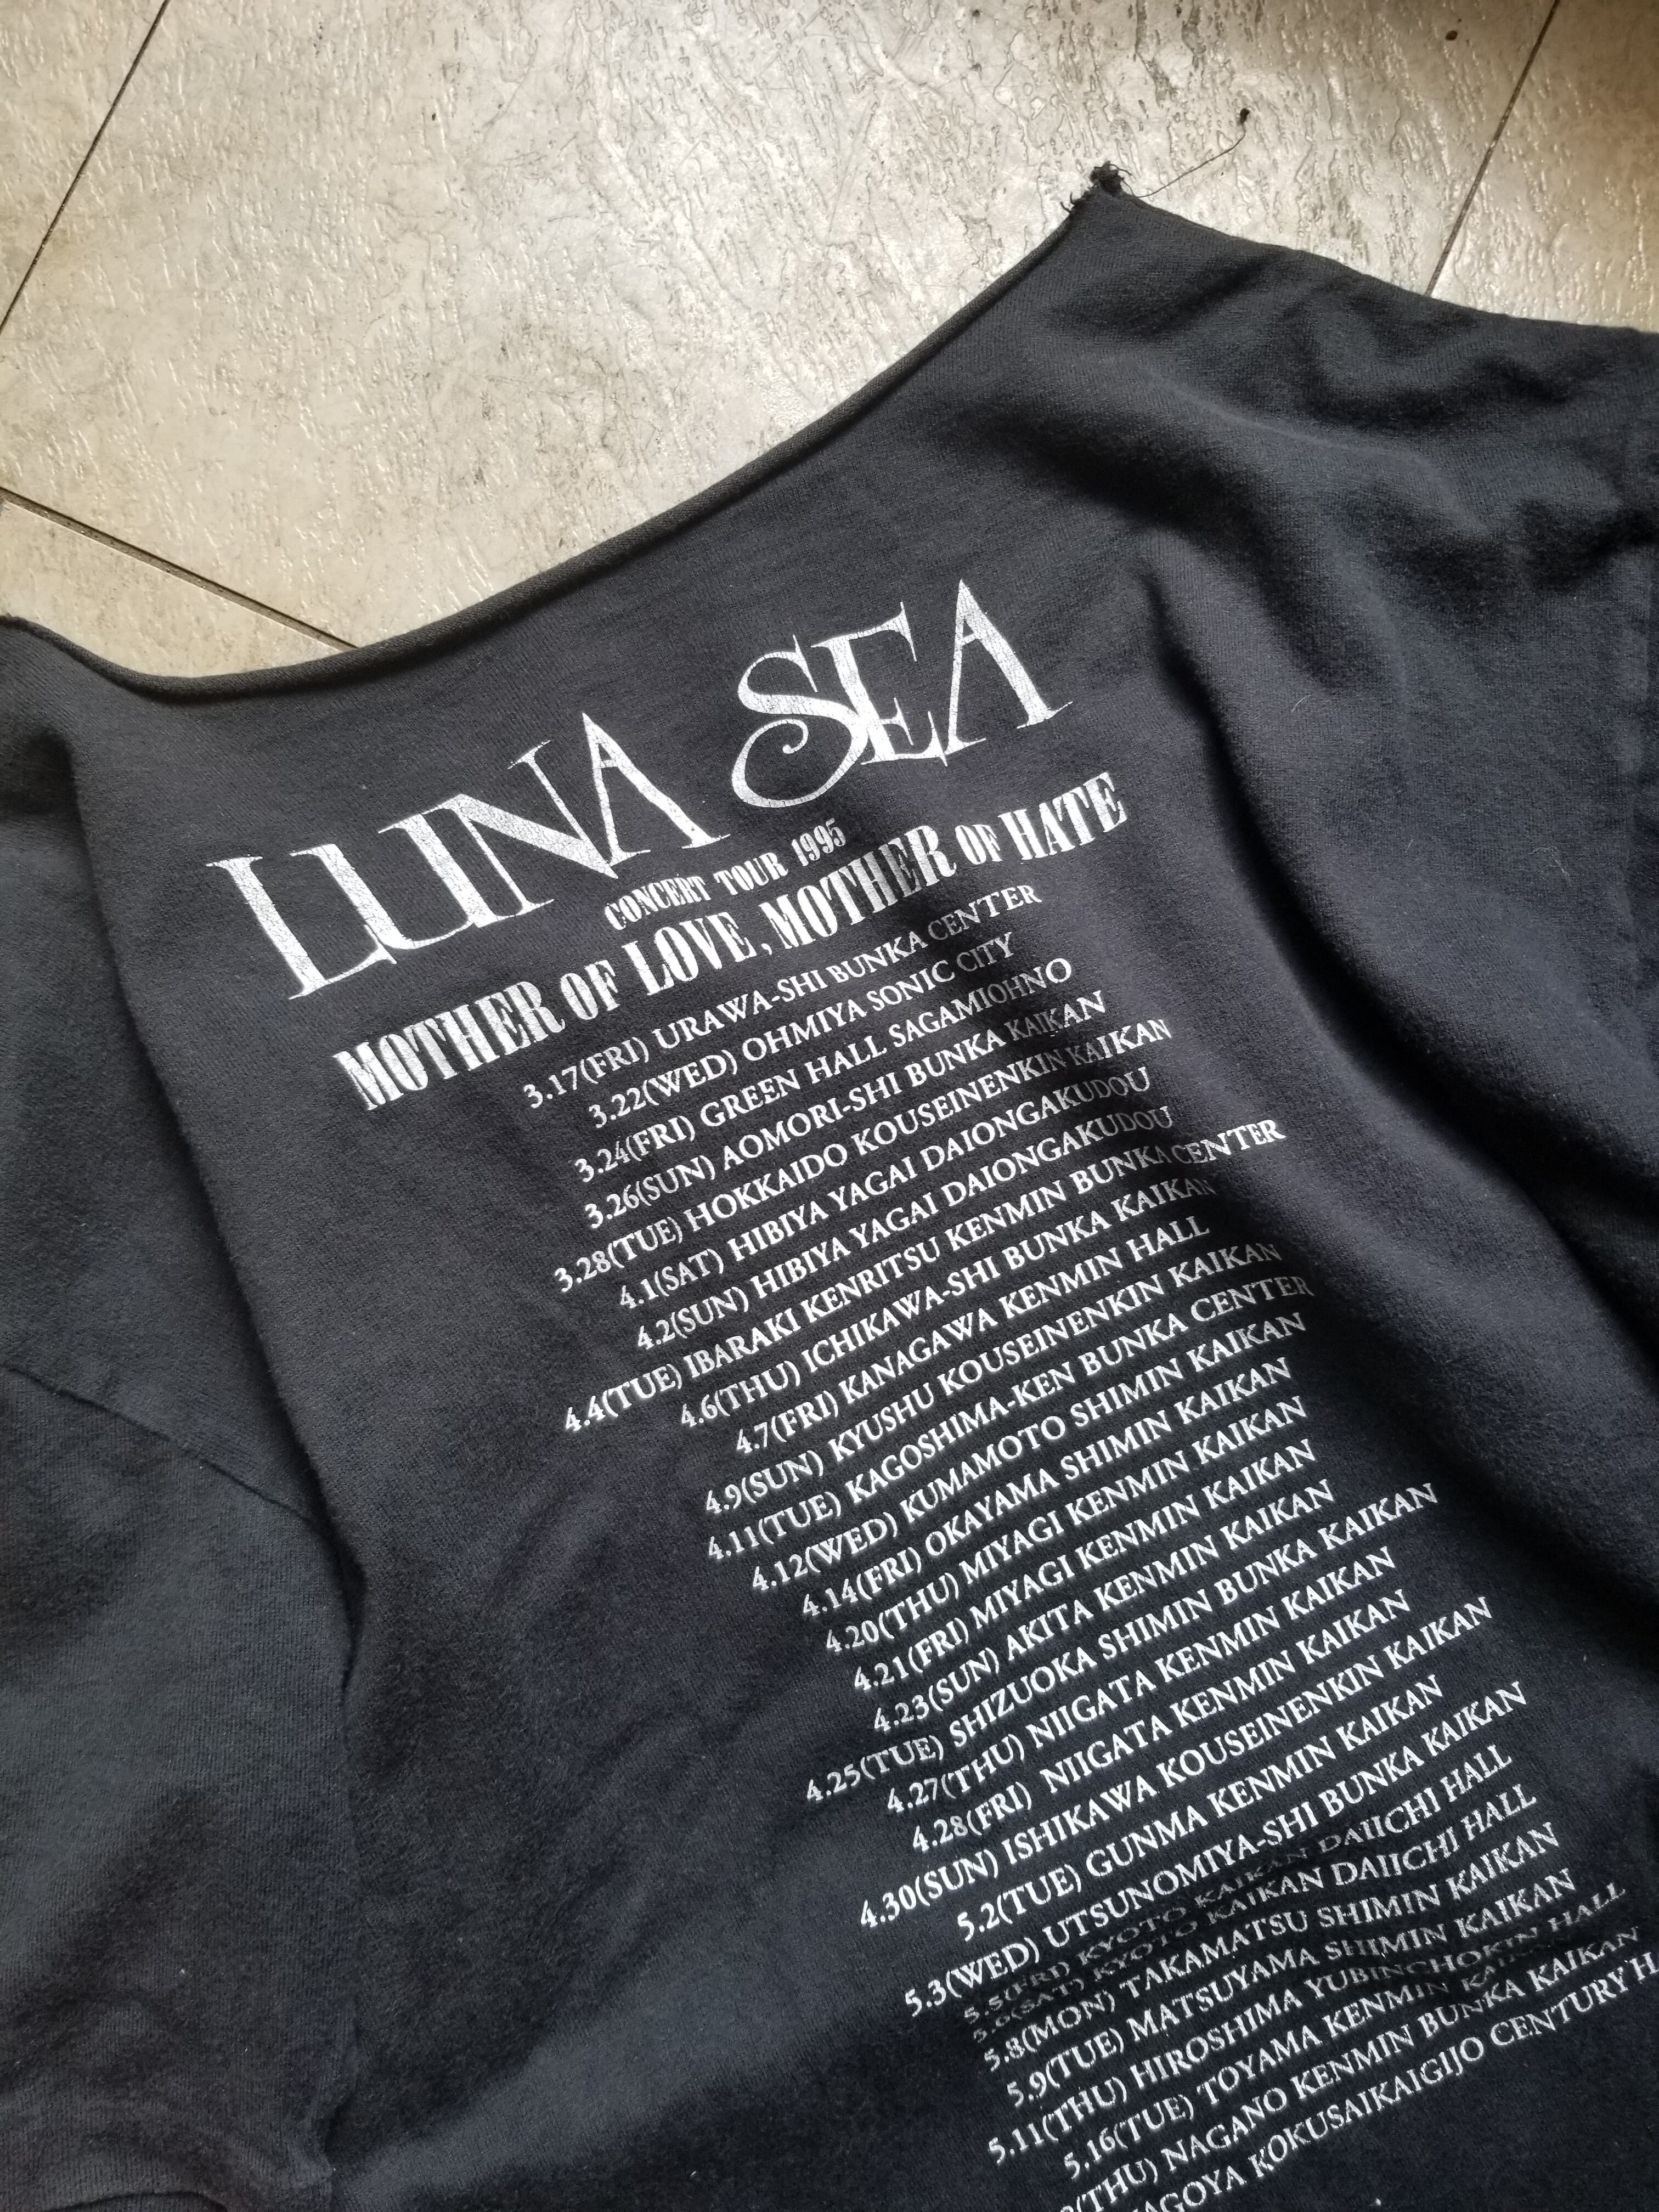 LUNA SEA
CONCERT TOUR 1995
MOTHER OF LOVE, MOTHER OF HATE
3.17(FRI) URAWA-SHI BUNKA CENTER
3.22(WED) OHMIYA SONIC CITY
3.24(FRI) GREEN HALL SAGAMIOHNO
3.26(SUN) AOMORI-SHI BUNKA KAIKAN
3.28(TUE) HOKKAIDO KOUSEINENKIN KAIKAN
4.1(SAT) HIBIYA YAGAI DAIONGAKUDOU
4.2(SUN) HIBIYA YAGAI DAIONGAKUDOU
4.4(TUE) IBARAKI KENRITSU KENMIN BUNKA CENTER
4.6(THU) ICHIKAWA-SHI BUNKA KAIKAN
4.7(FRI) KANAGAWA KENMIN HALL
4.9(SUN) KYUSHU KOUSEINENKIN KAIKAN
4.11(TUE) KAGOSHIMA-KEN BUNKA CENTER
4.12(WED) KUMAMOTO SHIMIN KAIKAN
4.14(FRI) OKAYAMA SHIMIN KAIKAN
4.20(THU) MIYAGI KENMIN KAIKAN
4.21(FRI) MIYAGI KENMIN KAIKAN
4.23(SUN) AKITA KENMIN KAIKAN
4.25(TUE) SHIZUOKA SHIMIN BUNKA KAIKAN
4.27(THU) NIIGATA KENMIN KAIKAN
4.28(FRI) NIIGATA KENMIN KAIKAN
4.30(SUN) ISHIKAWA KOUSEINENKIN KAIKAN
5.2(TUE) GUNMA KENMIN KAIKAN
5.3(WED) UTSUNOMIYA-SHI BUNKA KAIKAN
5.5(FRI) KYOTO KAIKAN DAIICHI HALL
5.6(SAT) KYOTO KAIKAN DAIICHI HALL
5.8(MON) TAKAMATSU SHIMIN KAIKAN
5.9(TUE) MATSUYAMA SHIMIN KAIKAN
5.11(THU) HIROSHIMA YUBINCHOKIN HALL
5.16(TUE) TOYAMA KENMIN KAIKAN
(THU) NAGANO KENMIN BUNKA KAIKAN
KOKUSAIKAIGIJO CENTURY